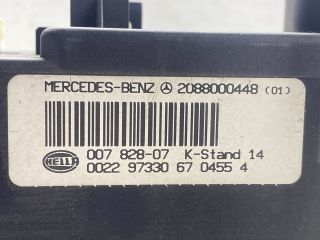 MERCEDES-BENZ 2088000448 (01)
HELLA
007 828-07 K-Stand 14
0022 97330 67 0455 4